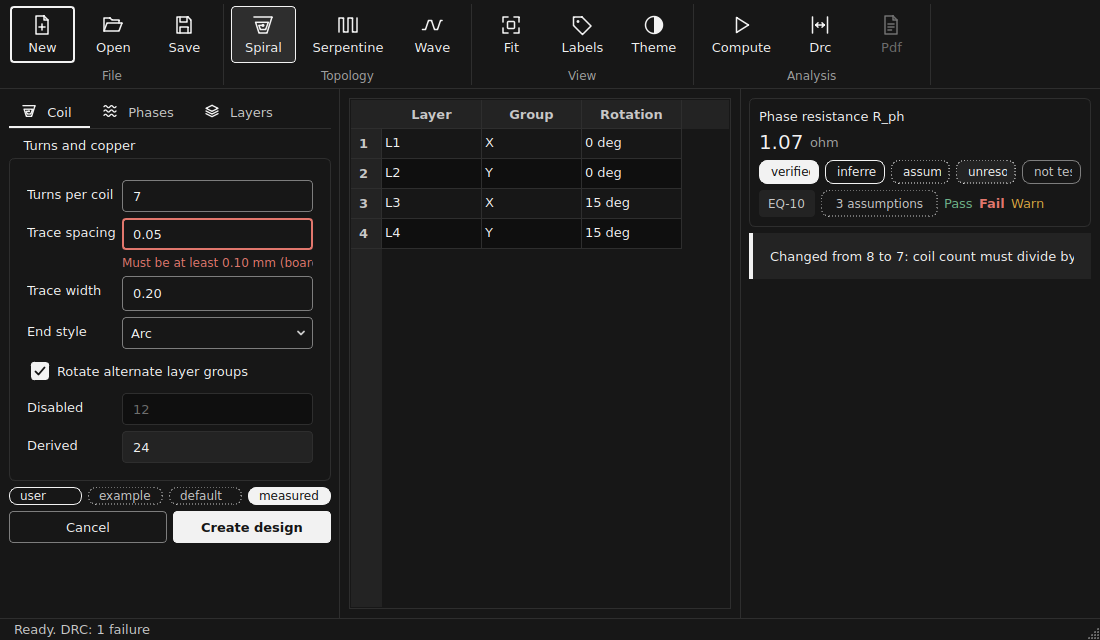 New Open Save Spiral Serpentine Wave Fit Labels Theme Compute Drc Pdf
File Topology View Analysis
Coil Phases Layers
Turns and copper
Turns per coil 7
Trace spacing 0.05
Must be at least 0.10 mm (boar
Trace width 0.20
End style Arc
Rotate alternate layer groups
Disabled 12
Derived 24
user example default measured
Cancel Create design
Layer Group Rotation
1 L1 X 0 deg
2 L2 Y 0 deg
3 L3 X 15 deg
4 L4 Y 15 deg
Phase resistance R_ph
1.07 ohm
verifie inferre assum unreso not tes
EQ-10 3 assumptions Pass Fail Warn
Changed from 8 to 7: coil count must divide by
Ready. DRC: 1 failure